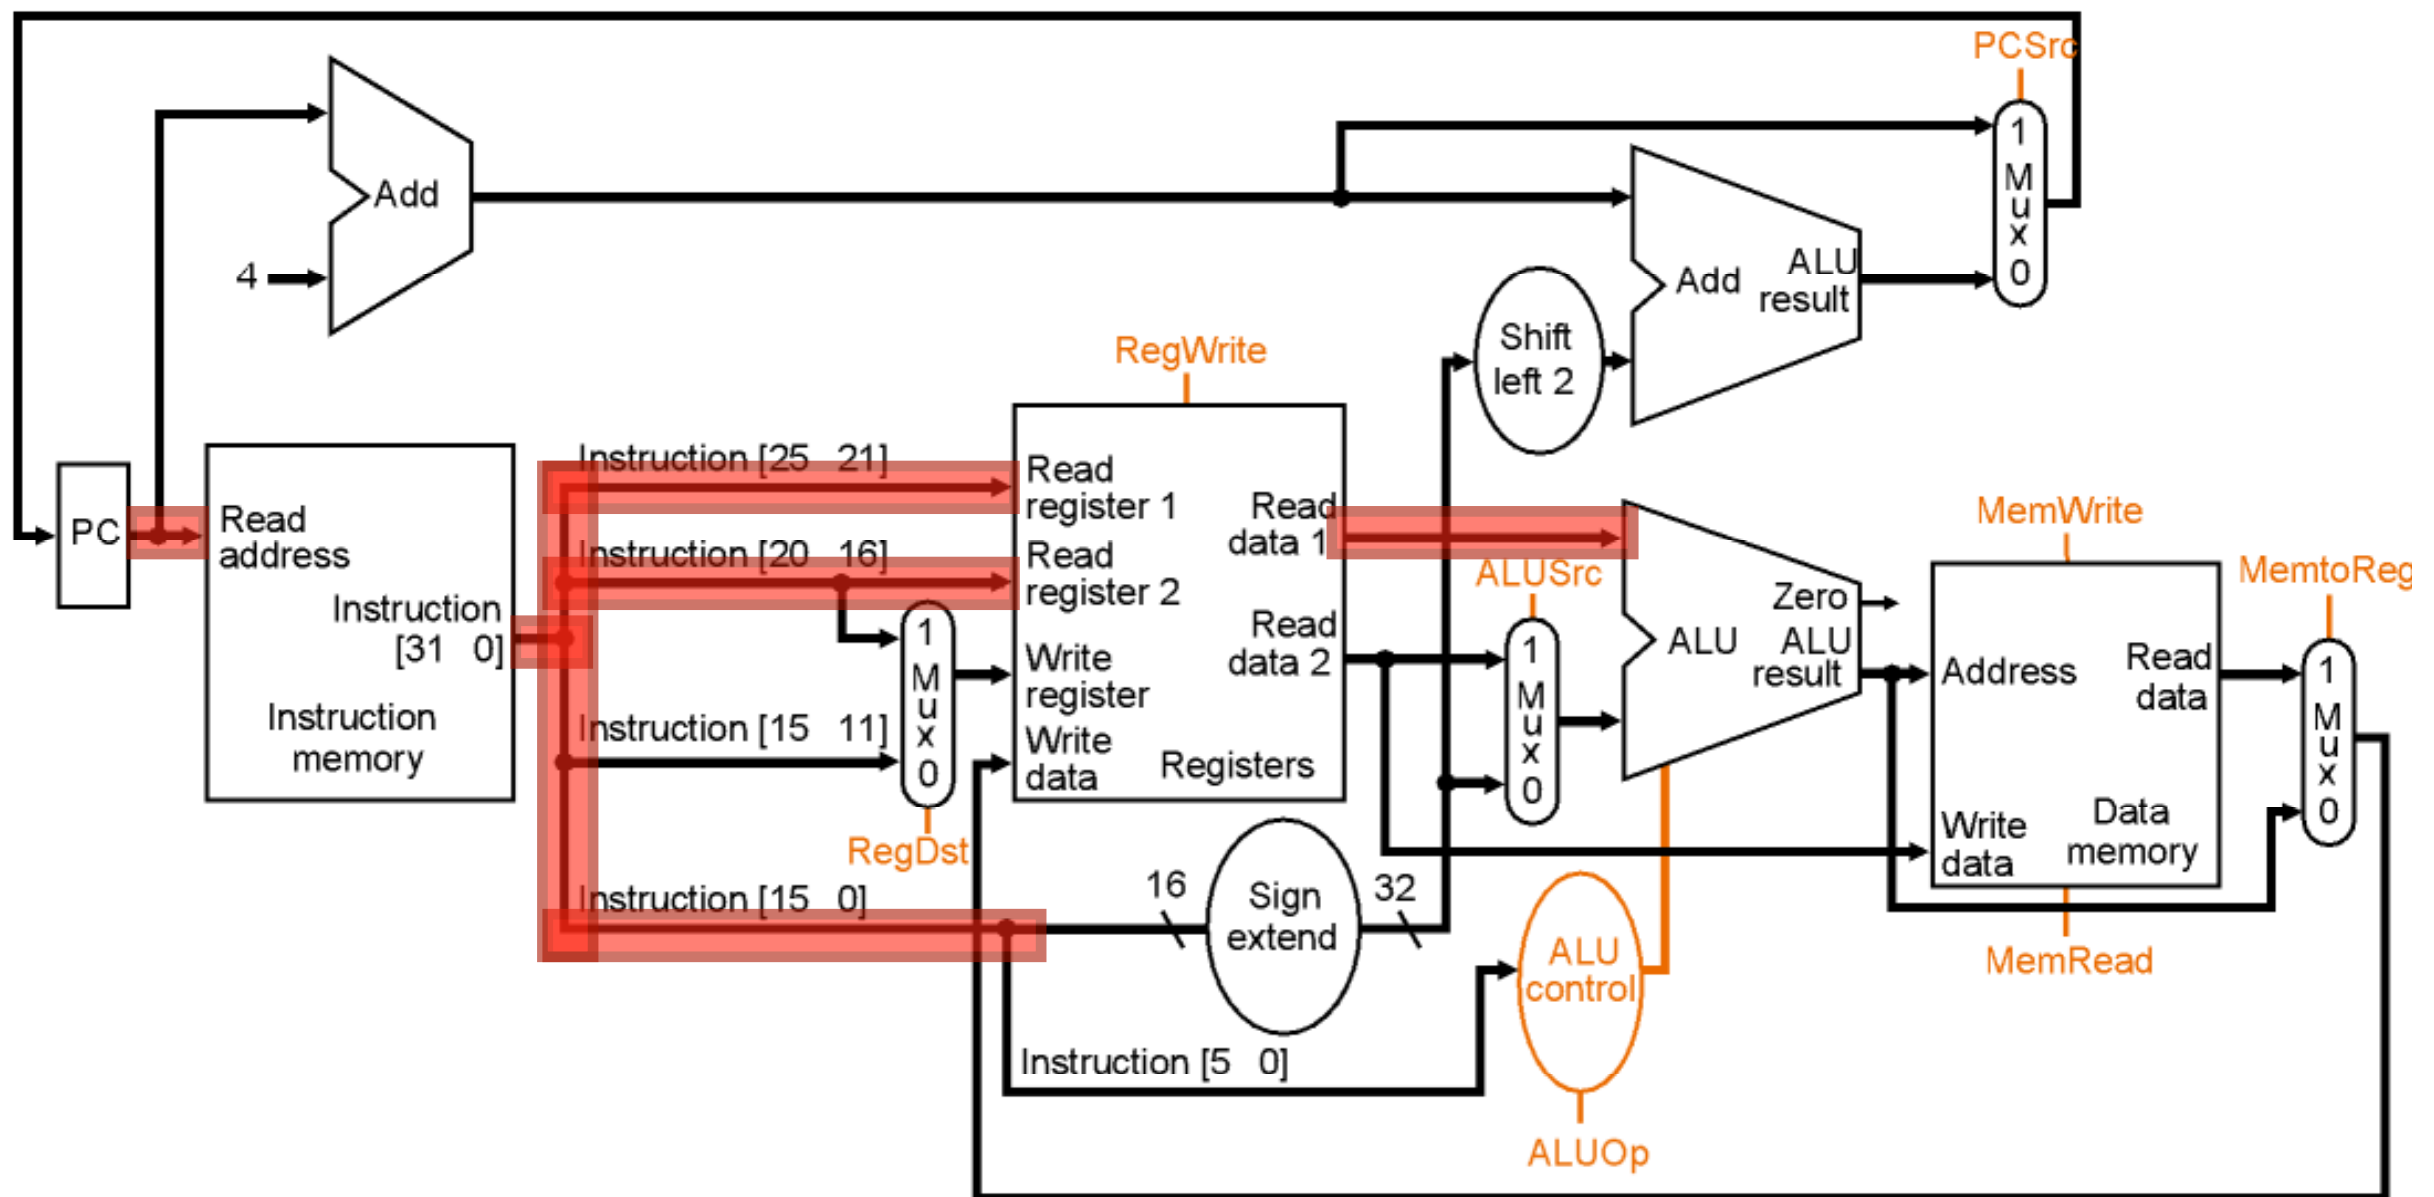 PCSrc
1
M
u
x
0
Add
4
Add
ALU
result
Shift
left 2
RegWrite
Instruction [25 21]
Read
register 1
Read
data 1
PC
Read
address
Instruction [20 16]
Read
register 2
ALUSrc
MemWrite
MemtoReg
Instruction
[31 0]
1
M
u
x
0
Write
register
Read
data 2
1
M
u
x
0
Zero
ALU
ALU
result
Address
Read
data
1
M
u
x
0
Instruction
memory
Instruction [15 11]
Write
data
Registers
RegDst
Write
data
Data
memory
Instruction [15 0]
16
Sign
extend
32
ALU
control
MemRead
Instruction [5 0]
ALUOp